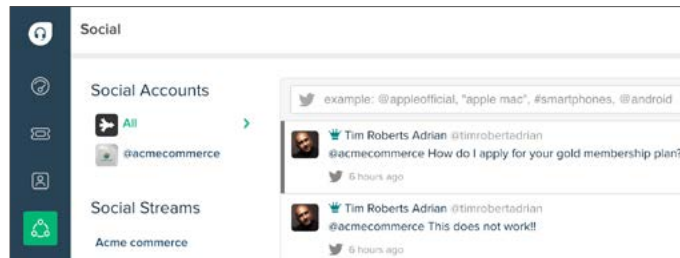 Social
Social Accounts
All
@acmecommerce
Social Streams
Acme commerce
example: @appleofficial, "apple mac", #smartphones, @android
Tim Roberts Adrian @timrobertadrian
@acmecommerce How do I apply for your gold membership plan?
6 hours ago
Tim Roberts Adrian @timrobertadrian
@acmecommerce This does not work!!
6 hours ago